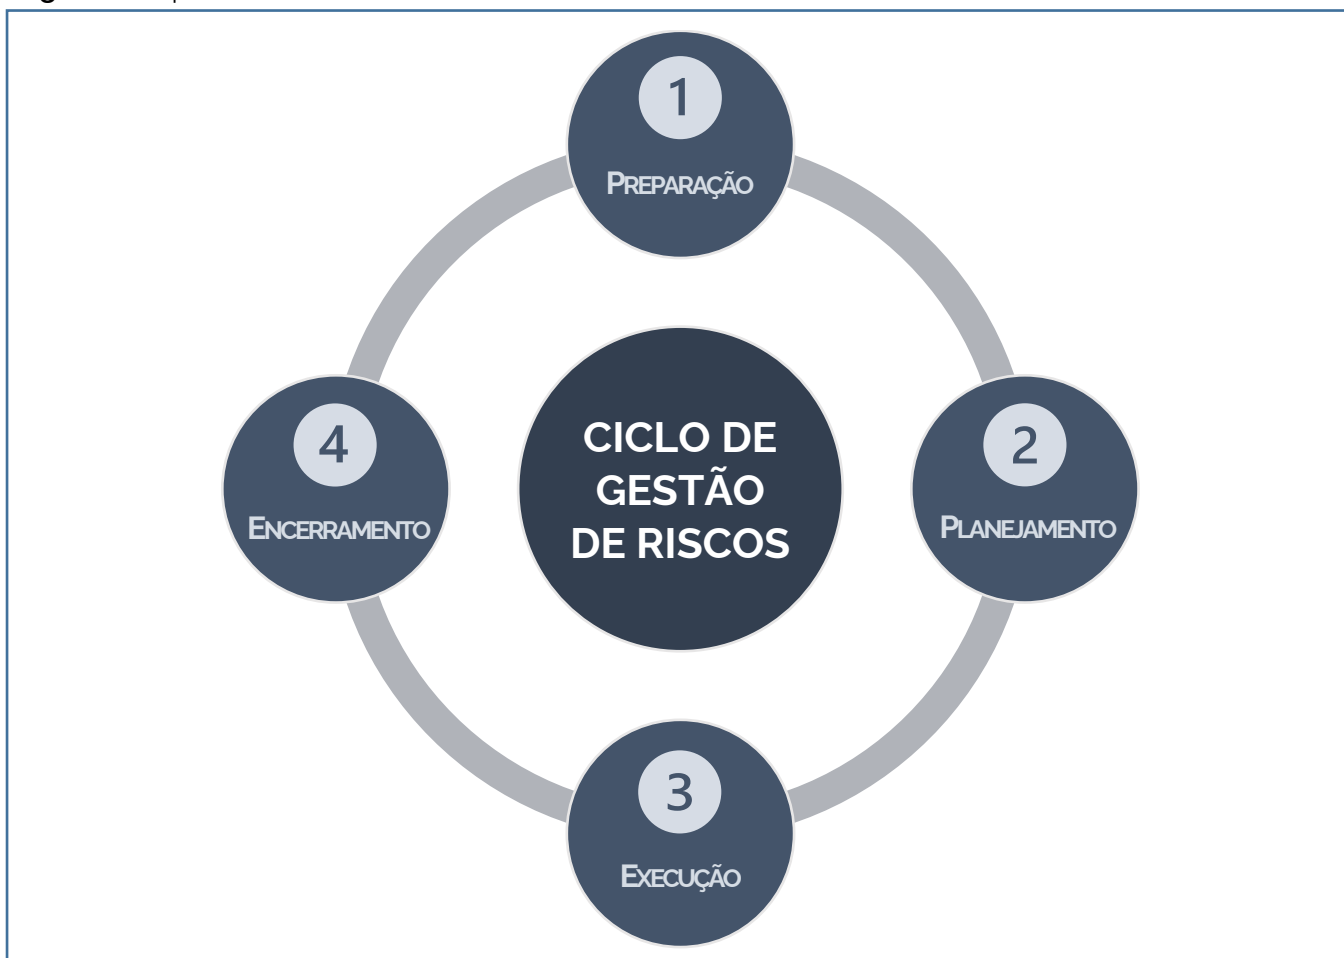 1
PREPARAÇÃO
CICLO DE
GESTÃO
DE RISCOS
2
PLANEJAMENTO
3
EXECUÇÃO
4
ENCERRAMENTO